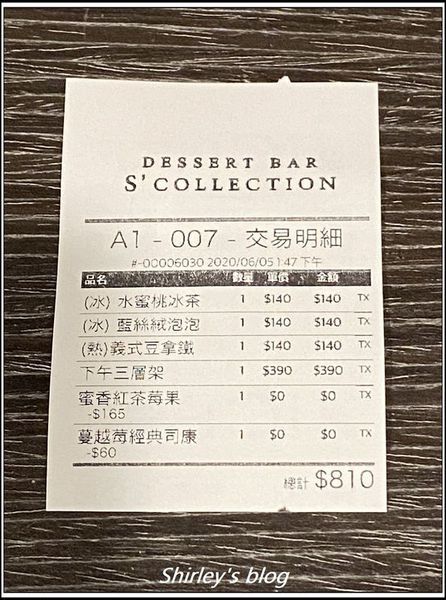 DESSERT BAR
S'COLLECTION
A1 - 007 - 交易明細
#-00006030 2020/06/05 1:47 下午
品名 數量 單價 金額
(冰) 水蜜桃冰茶 1 $140 $140 TX
(冰) 藍絲絨泡泡 1 $140 $140 TX
(熱)義式豆拿鐵 1 $140 $140 TX
下午三層架 1 $390 $390 TX
蜜香紅茶莓果 1 $0 $0 TX
-$165
蔓越莓經典司康 1 $0 $0 TX
-$60
總計 $810
Shirley's blog